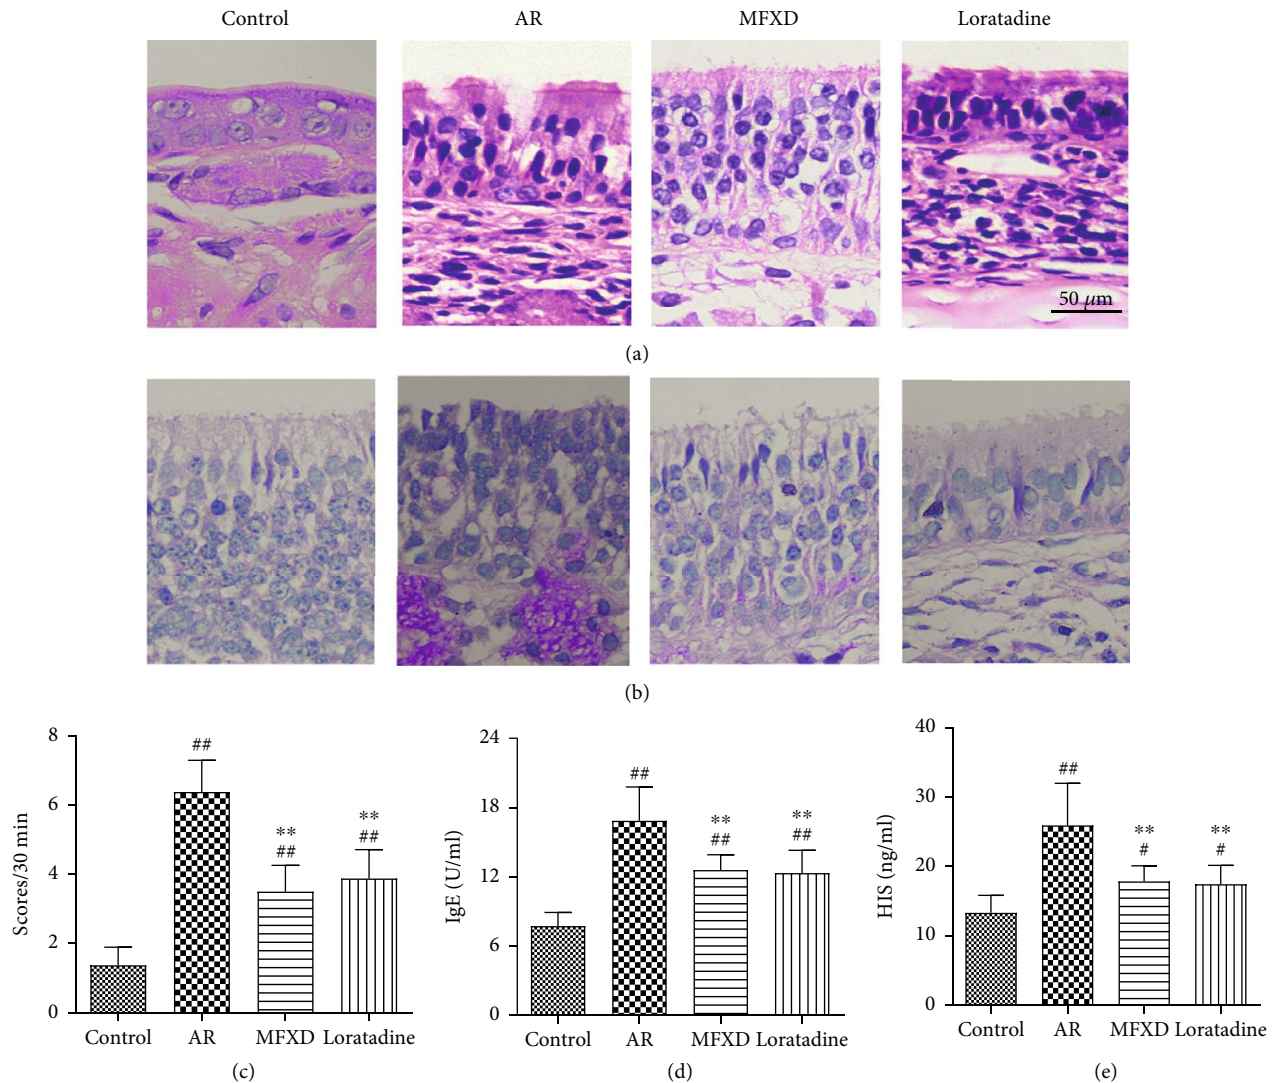 Control AR MFXD Loratadine
50 μm
(a)
(b)
8
6
4
2
0
Scores/30 min
##
**
##
**
##
Control AR MFXD Loratadine
(c)
24
18
12
6
0
IgE (U/ml)
##
**
##
**
##
Control AR MFXD Loratadine
(d)
40
30
20
10
0
HIS (ng/ml)
##
**
#
**
#
Control AR MFXD Loratadine
(e)